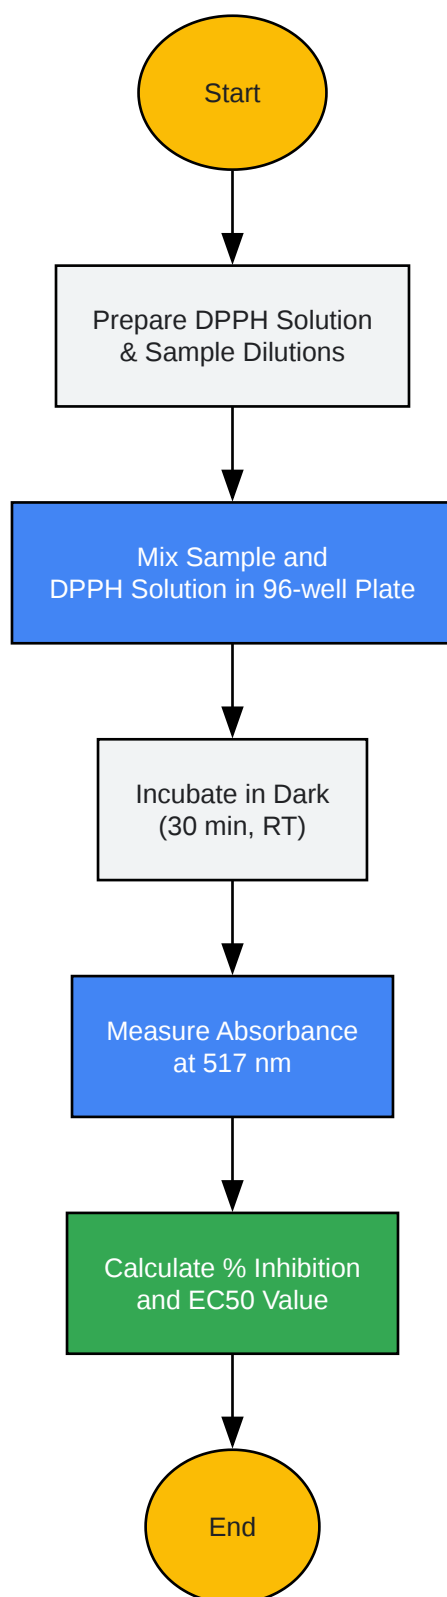 Start
Prepare DPPH Solution
& Sample Dilutions
Mix Sample and
DPPH Solution in 96-well Plate
Incubate in Dark
(30 min, RT)
Measure Absorbance
at 517 nm
Calculate % Inhibition
and EC50 Value
End